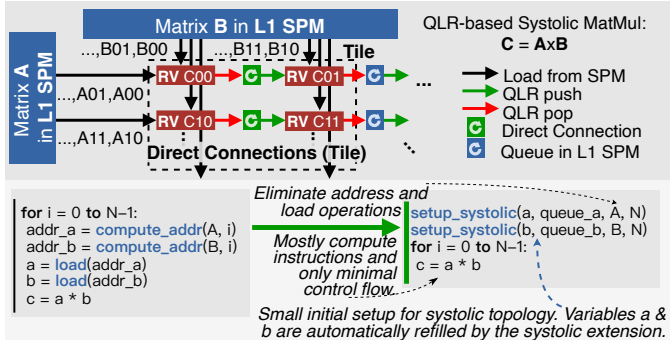 Matrix B in L1 SPM
Matrix A
in L1 SPM
...,B01,B00
...,B11,B10
Tile
...,A01,A00
...,A11,A10
RV C00
RV C01
RV C10
RV C11
...
...
Direct Connections (Tile)
QLR-based Systolic MatMul:
C = AxB
Load from SPM
QLR push
QLR pop
Direct Connection
Queue in L1 SPM
for i = 0 to N–1:
addr_a = compute_addr(A, i)
addr_b = compute_addr(B, i)
a = load(addr_a)
b = load(addr_b)
c = a * b
Eliminate address and
load operations
Mostly compute
instructions and
only minimal
control flow
setup_systolic(a, queue_a, A, N)
setup_systolic(b, queue_b, B, N)
for i = 0 to N–1:
c = a * b
Small initial setup for systolic topology. Variables a &
b are automatically refilled by the systolic extension.